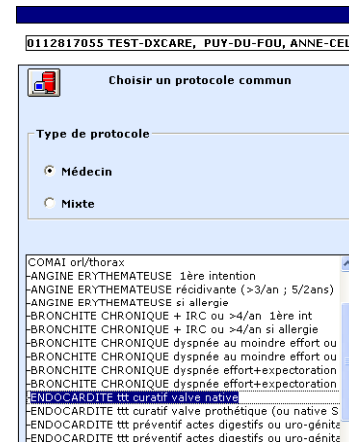 0112817055 TEST-DXCARE, PUY-DU-FOU, ANNE-CEL
Choisir un protocole commun
Type de protocole
Médecin
Mixte
COMAI orl/thorax
-ANGINE ERYTHEMATEUSE 1ère intention
-ANGINE ERYTHEMATEUSE récidivante (>3/an ; 5/2ans)
-ANGINE ERYTHEMATEUSE si allergie
-BRONCHITE CHRONIQUE + IRC ou >4/an 1ère int
-BRONCHITE CHRONIQUE + IRC ou >4/an si allergie
-BRONCHITE CHRONIQUE dyspnée au moindre effort ou
-BRONCHITE CHRONIQUE dyspnée au moindre effort ou
-BRONCHITE CHRONIQUE dyspnée effort+expectoration
-BRONCHITE CHRONIQUE dyspnée effort+expectoration
-ENDOCARDITE ttt curatif valve native
-ENDOCARDITE ttt curatif valve prothétique (ou native S
-ENDOCARDITE ttt préventif actes digestifs ou uro-génita
-ENDOCARDITE ttt préventif actes digestifs ou uro-génita